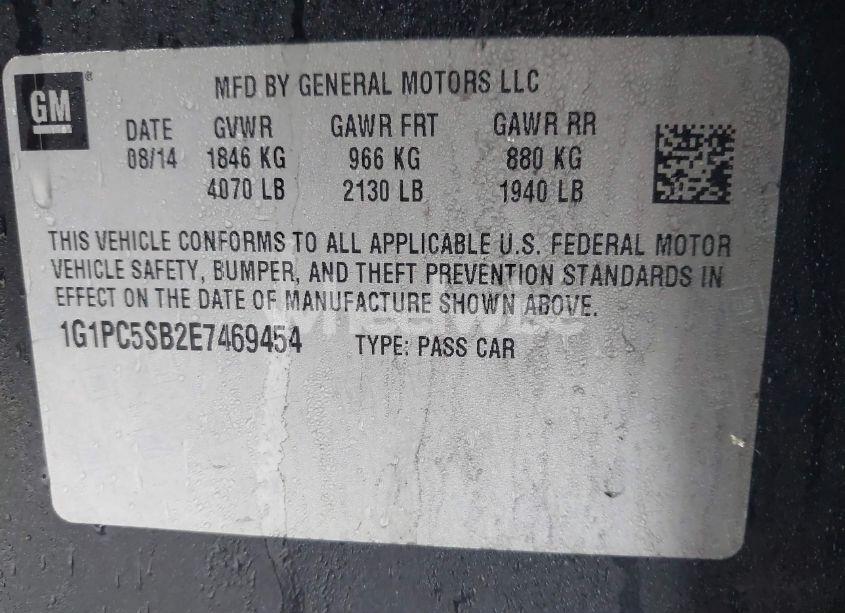 GM®
MFD BY GENERAL MOTORS LLC
DATE GVWR GAWR FRT GAWR RR
08/14 1846 KG 966 KG 880 KG
4070 LB 2130 LB 1940 LB
THIS VEHICLE CONFORMS TO ALL APPLICABLE U.S. FEDERAL MOTOR
VEHICLE SAFETY, BUMPER, AND THEFT PREVENTION STANDARDS IN
EFFECT ON THE DATE OF MANUFACTURE SHOWN ABOVE.
1G1PC5SB2E7469454 TYPE: PASS CAR